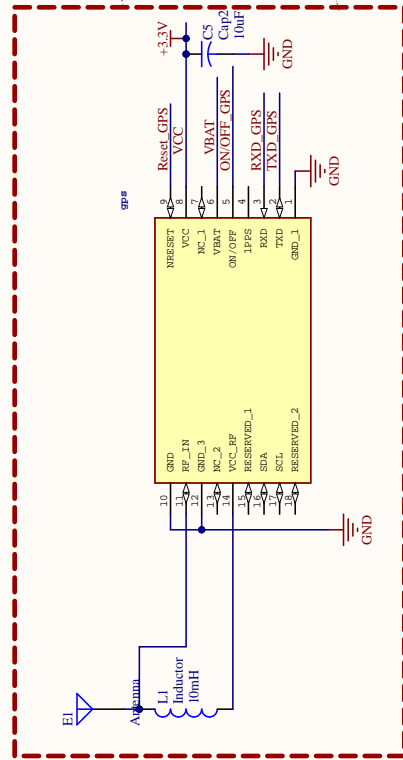 +3.3V
C5
Cap2
10uF
GND
Reset_GPS
VCC
VBAT
ON/OFF_GPS
RXD_GPS
TXD_GPS
GND
gps
9
8
7
6
5
4
3
2
1
NRESET
VCC
NC_1
VBAT
ON/OFF
1PPS
RXD
TXD
GND_1
GND
RF_IN
GND_3
NC_2
VCC_RF
RESERVED_1
SDA
SCL
RESERVED_2
10
11
12
13
14
15
16
17
18
GND
E1
Antenna
L1
Inductor
10mH